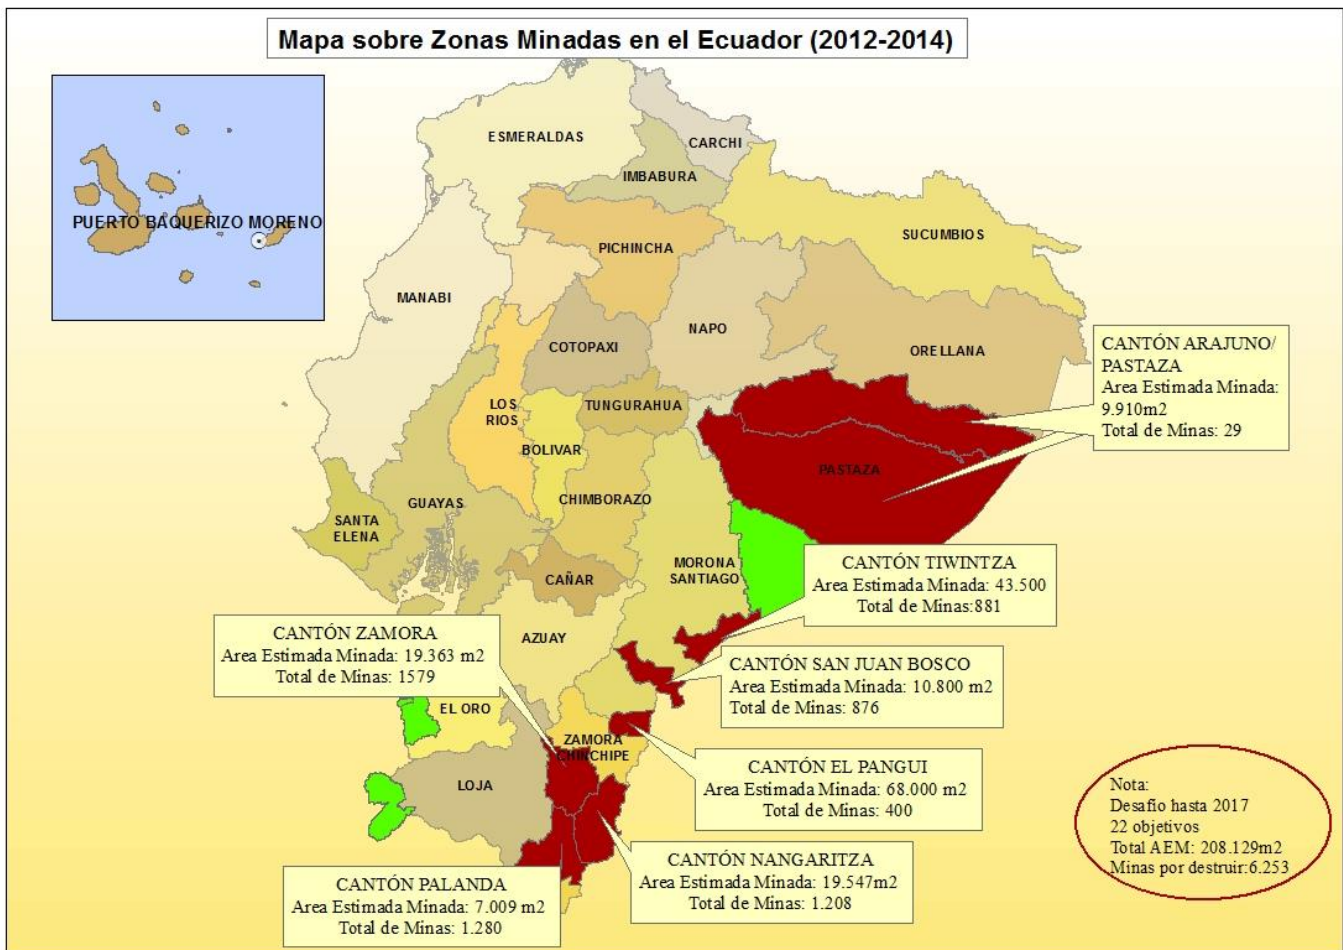 Mapa sobre Zonas Minadas en el Ecuador (2012-2014)
PUERTO BAQUERIZO MORENO
ESMERALDAS
CARCHI
IMBABURA
SUCUMBIOS
PICHINCHA
MANABI
NAPO
ORELLANA
COTOPAXI
LOS
RIOS
TUNGURAHUA
BOLIVAR
PASTAZA
CHIMBORAZO
GUAYAS
SANTA
ELENA
MORONA
SANTIAGO
CAÑAR
AZUAY
EL ORO
ZAMORA
CHINCHIPE
LOJA
CANTÓN ARAJUNO/
PASTAZA
Area Estimada Minada:
9.910m2
Total de Minas: 29
CANTÓN TIWINTZA
Area Estimada Minada: 43.500
Total de Minas:881
CANTÓN ZAMORA
Area Estimada Minada: 19.363 m2
Total de Minas: 1579
CANTÓN SAN JUAN BOSCO
Area Estimada Minada: 10.800 m2
Total de Minas: 876
CANTÓN EL PANGUI
Area Estimada Minada: 68.000 m2
Total de Minas: 400
CANTÓN NANGARITZA
Area Estimada Minada: 19.547m2
Total de Minas: 1.208
CANTÓN PALANDA
Area Estimada Minada: 7.009 m2
Total de Minas: 1.280
Nota:
Desafio hasta 2017
22 objetivos
Total AEM: 208.129m2
Minas por destruir:6.253